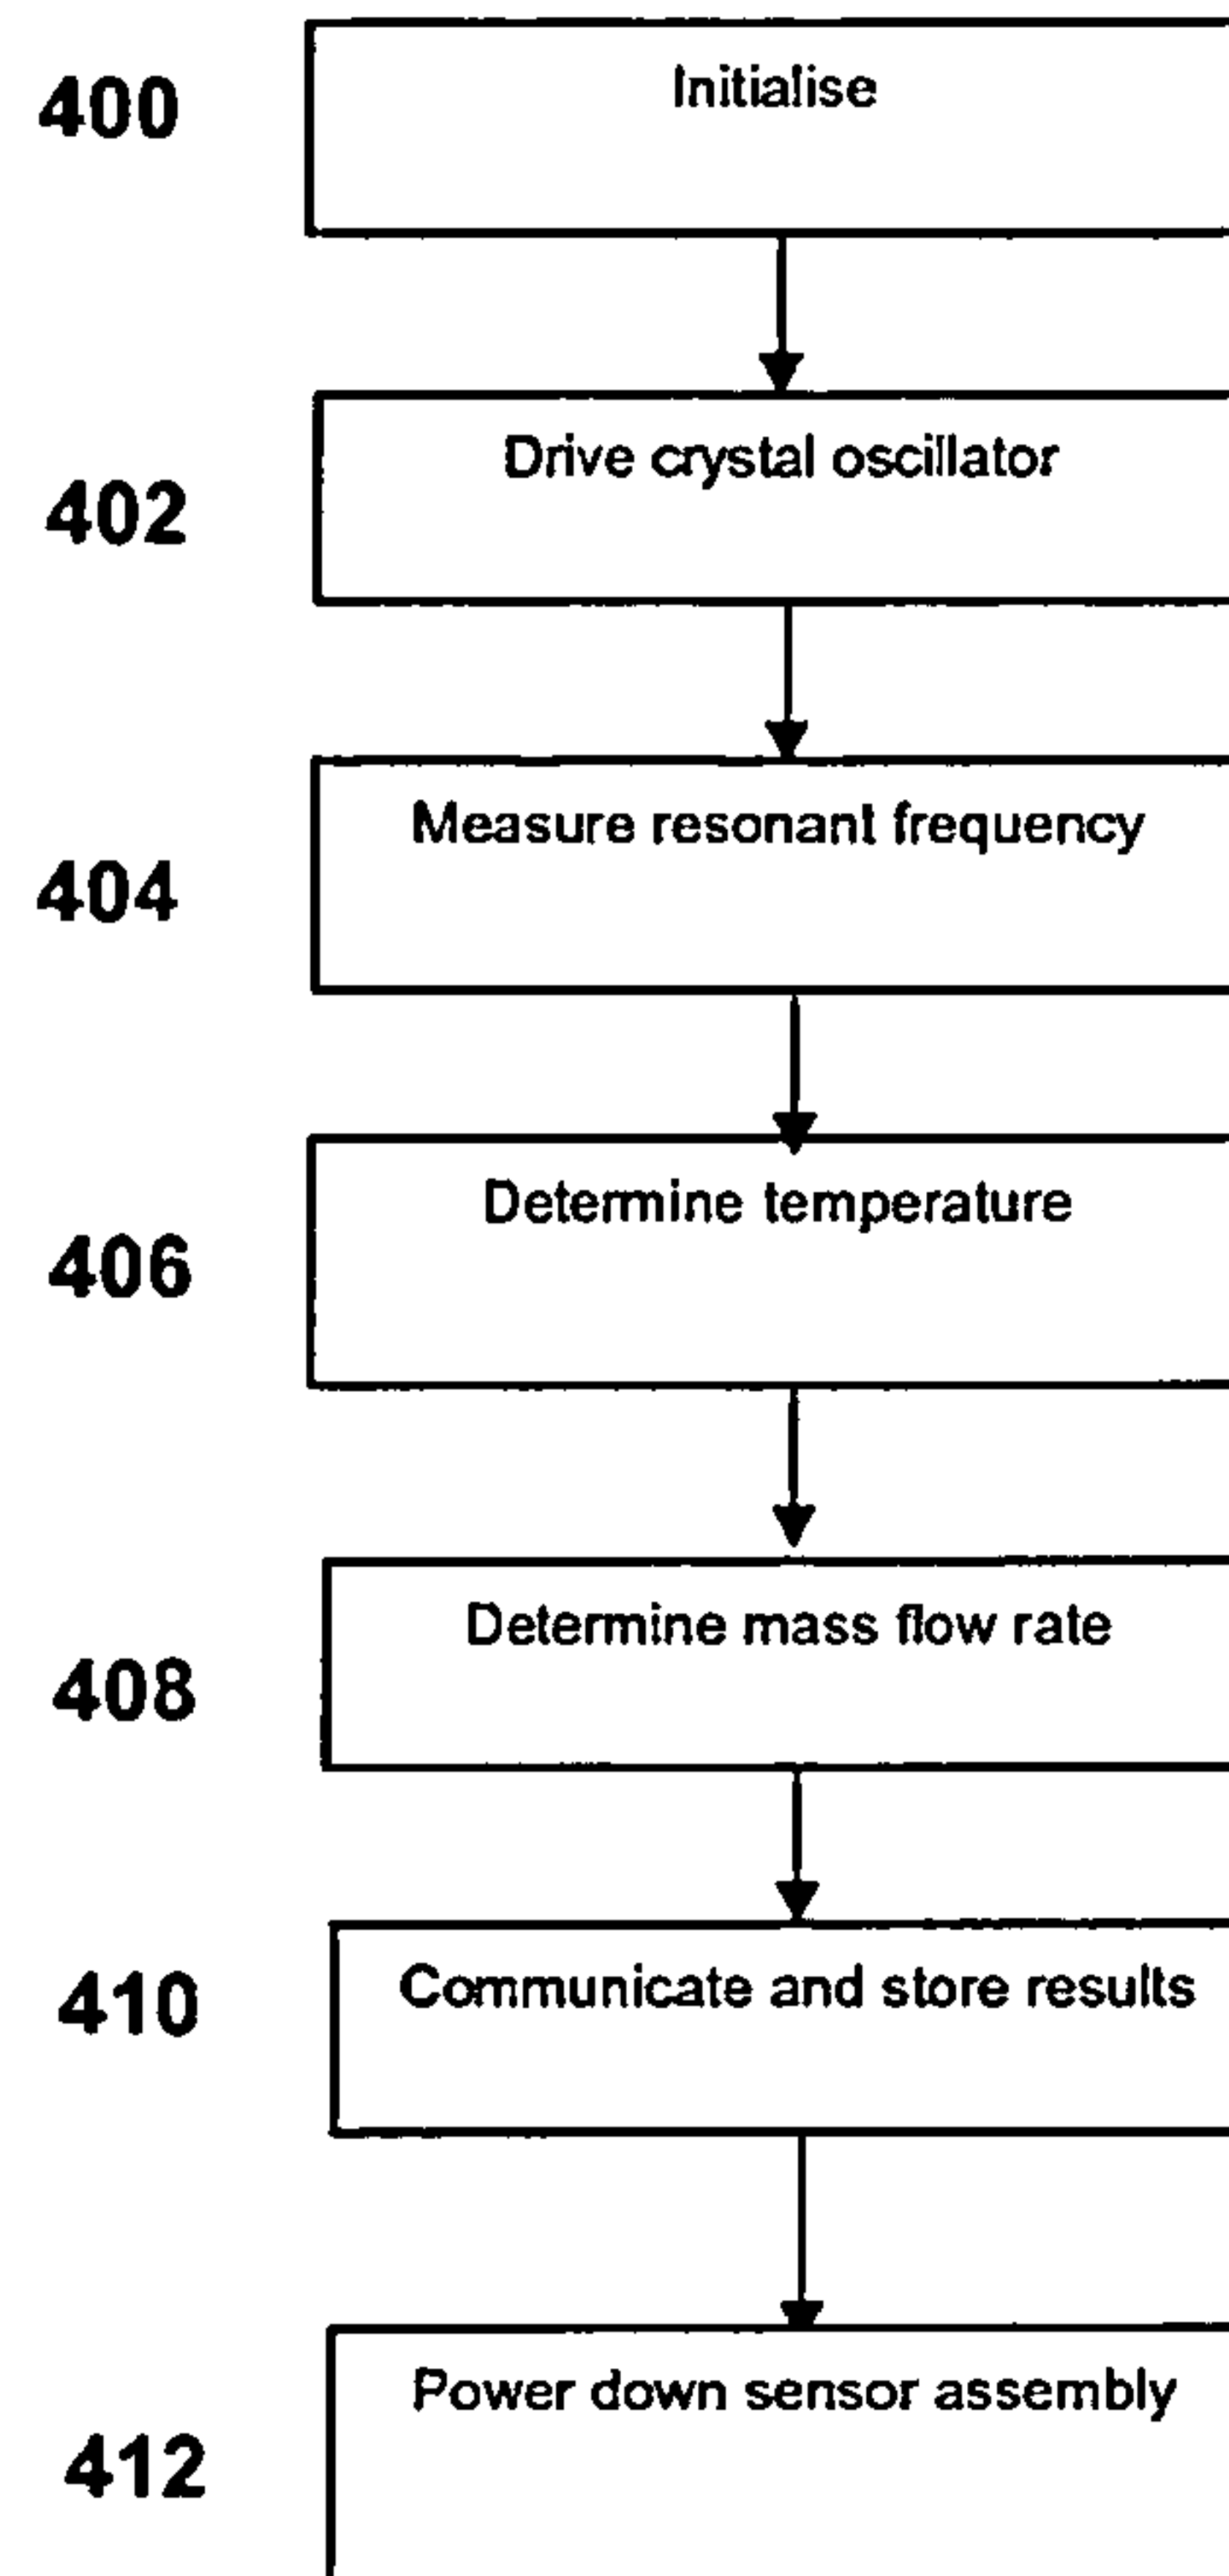 400
Initialise
402
Drive crystal oscillator
404
Measure resonant frequency
406
Determine temperature
408
Determine mass flow rate
410
Communicate and store results
412
Power down sensor assembly